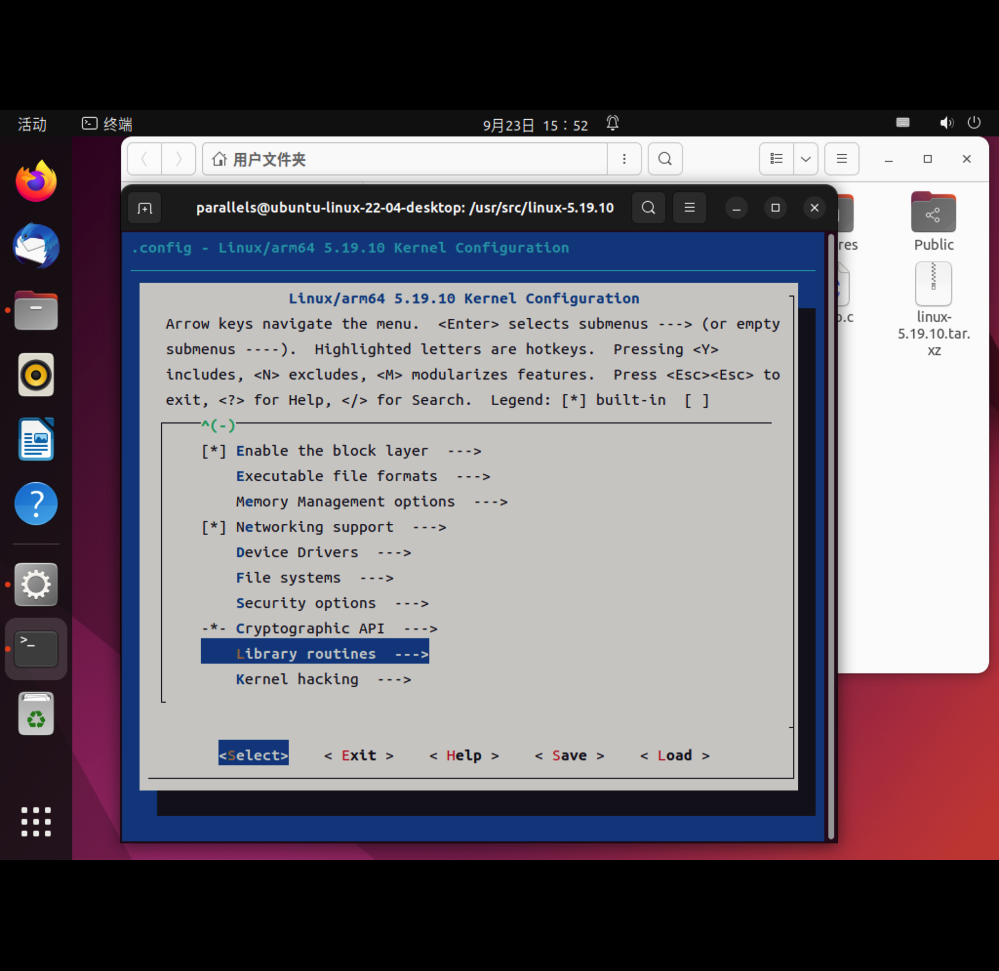 活动
终端
9月23日 15：52
用户文件夹
parallels@ubuntu-linux-22-04-desktop: /usr/src/linux-5.19.10
res
Public
.c
linux-
5.19.10.tar.
xz
.config - Linux/arm64 5.19.10 Kernel Configuration
Linux/arm64 5.19.10 Kernel Configuration
Arrow keys navigate the menu.  <Enter> selects submenus ---> (or empty
submenus ----).  Highlighted letters are hotkeys.  Pressing <Y>
includes, <N> excludes, <M> modularizes features.  Press <Esc><Esc> to
exit, <?> for Help, </> for Search.  Legend: [*] built-in  [ ]
^(-)
[*] Enable the block layer  --->
Executable file formats  --->
Memory Management options  --->
[*] Networking support  --->
Device Drivers  --->
File systems  --->
Security options  --->
-*- Cryptographic API  --->
Library routines  --->
Kernel hacking  --->
<Select>    < Exit >    < Help >    < Save >    < Load >